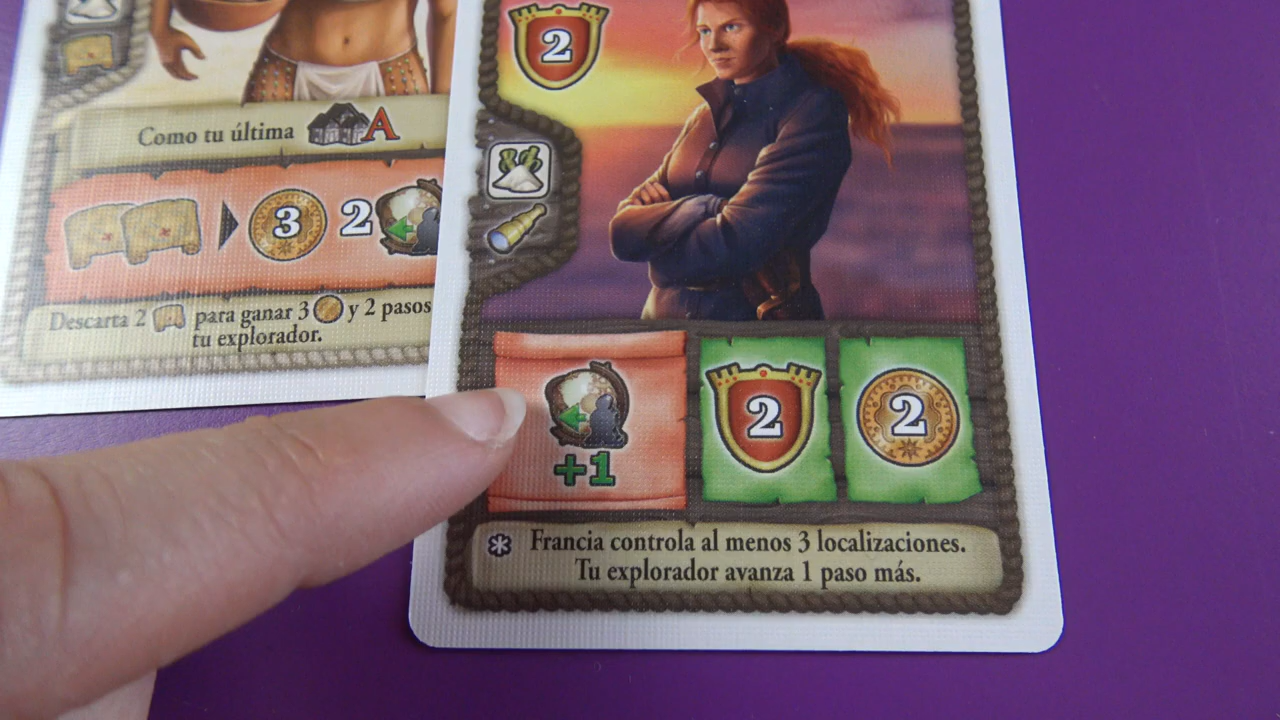 Como tu última A
3 2
Descarta 2 para ganar 3 y 2 pasos
tu explorador.
2
+1
2
2
* Francia controla al menos 3 localizaciones.
Tu explorador avanza 1 paso más.